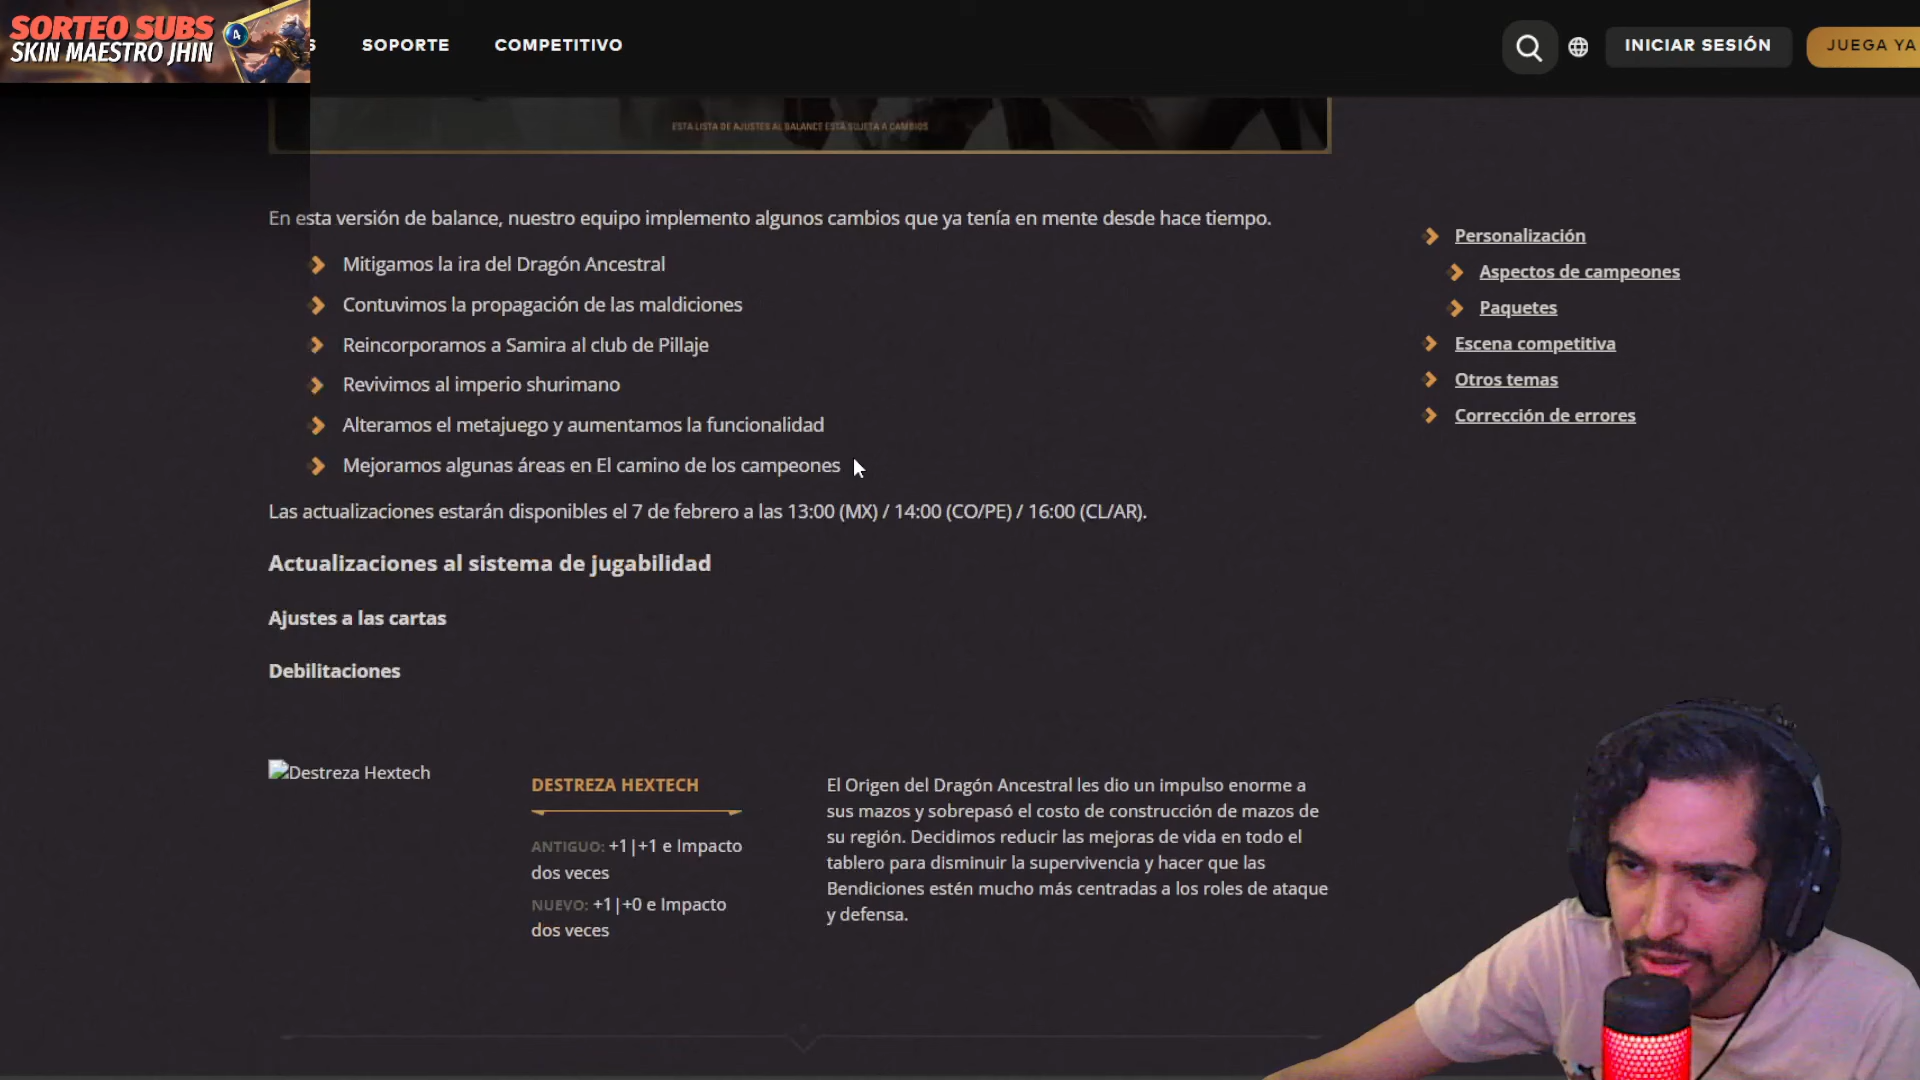 SORTEO SUBS
SKIN MAESTRO JHIN
4
S
SOPORTE
COMPETITIVO
INICIAR SESIÓN
JUEGA YA
ESTA LISTA DE AJUSTES AL BALANCE ESTÁ SUJETA A CAMBIOS
En esta versión de balance, nuestro equipo implemento algunos cambios que ya tenía en mente desde hace tiempo.
Mitigamos la ira del Dragón Ancestral
Contuvimos la propagación de las maldiciones
Reincorporamos a Samira al club de Pillaje
Revivimos al imperio shurimano
Alteramos el metajuego y aumentamos la funcionalidad
Mejoramos algunas áreas en El camino de los campeones
Las actualizaciones estarán disponibles el 7 de febrero a las 13:00 (MX) / 14:00 (CO/PE) / 16:00 (CL/AR).
Personalización
Aspectos de campeones
Paquetes
Escena competitiva
Otros temas
Corrección de errores
Actualizaciones al sistema de jugabilidad
Ajustes a las cartas
Debilitaciones
Destreza Hextech
DESTREZA HEXTECH
ANTIGUO: +1|+1 e Impacto
dos veces
NUEVO: +1|+0 e Impacto
dos veces
El Origen del Dragón Ancestral les dio un impulso enorme a
sus mazos y sobrepasó el costo de construcción de mazos de
su región. Decidimos reducir las mejoras de vida en todo el
tablero para disminuir la supervivencia y hacer que las
Bendiciones estén mucho más centradas a los roles de ataque
y defensa.